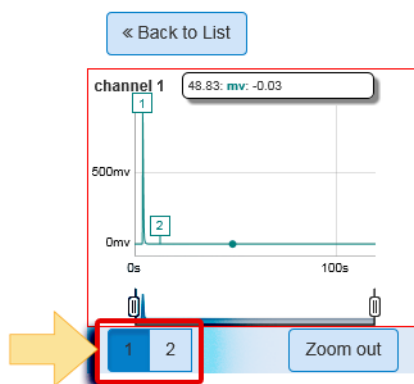 « Back to List
channel 1
48.83: mv: -0.03
1
500mv
2
0mv
0s
100s
1 2
Zoom out